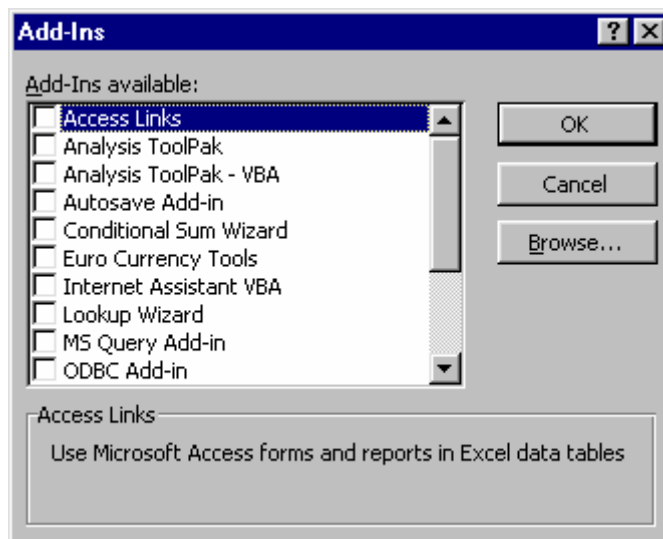 Add-Ins
Add-Ins available:
Access Links
Analysis ToolPak
Analysis ToolPak - VBA
Autosave Add-in
Conditional Sum Wizard
Euro Currency Tools
Internet Assistant VBA
Lookup Wizard
MS Query Add-in
ODBC Add-in
OK
Cancel
Browse...
Access Links
Use Microsoft Access forms and reports in Excel data tables